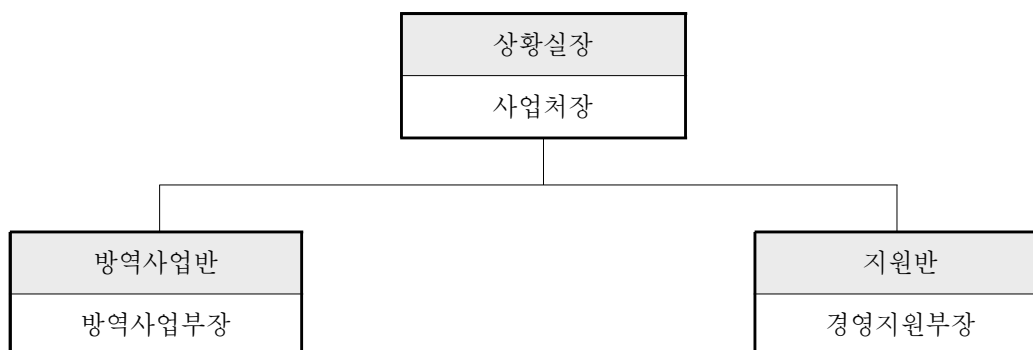 상황실장
사업처장
방역사업반
방역사업부장
지원반
경영지원부장